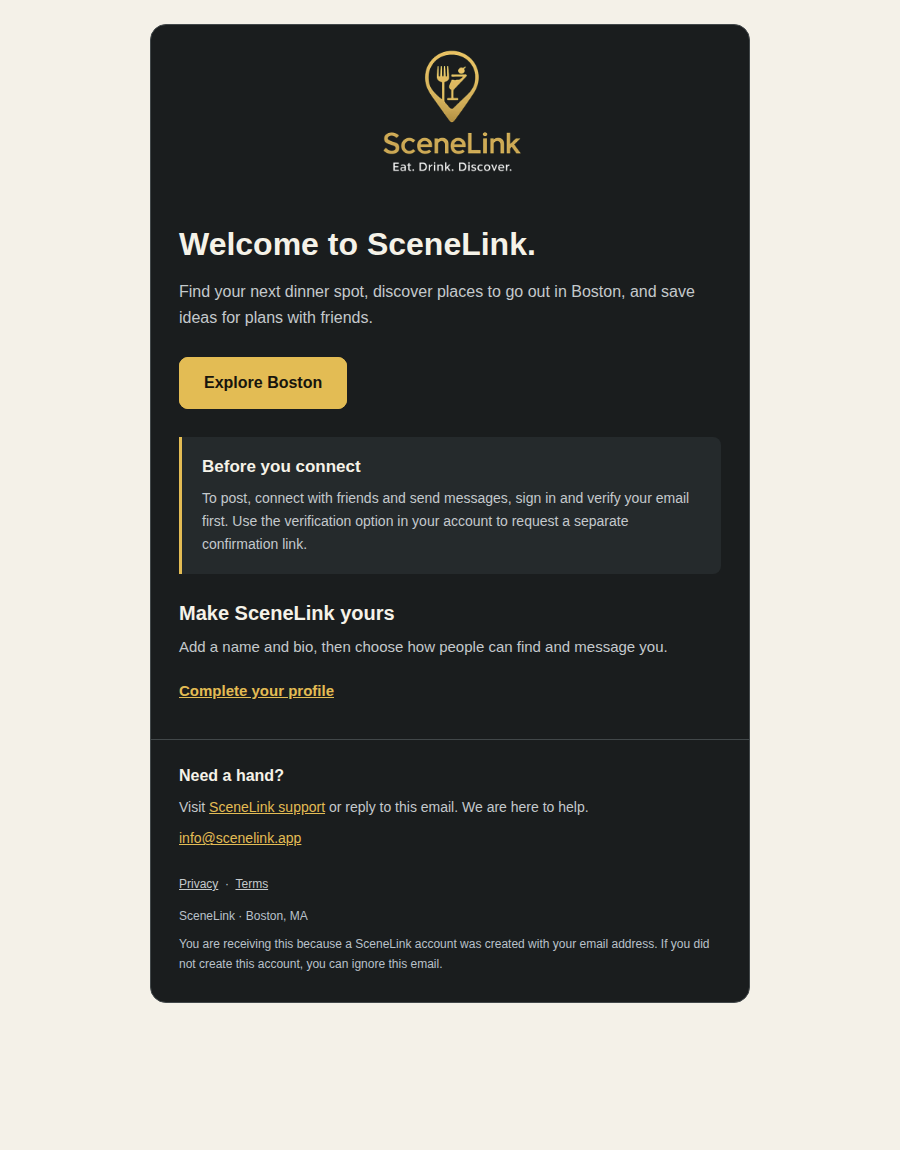 SceneLink
Eat. Drink. Discover.
Welcome to SceneLink.
Find your next dinner spot, discover places to go out in Boston, and save
ideas for plans with friends.
Explore Boston
Before you connect
To post, connect with friends and send messages, sign in and verify your email
first. Use the verification option in your account to request a separate
confirmation link.
Make SceneLink yours
Add a name and bio, then choose how people can find and message you.
Complete your profile
Need a hand?
Visit SceneLink support or reply to this email. We are here to help.
info@scenelink.app
Privacy · Terms
SceneLink · Boston, MA
You are receiving this because a SceneLink account was created with your email address. If you did
not create this account, you can ignore this email.